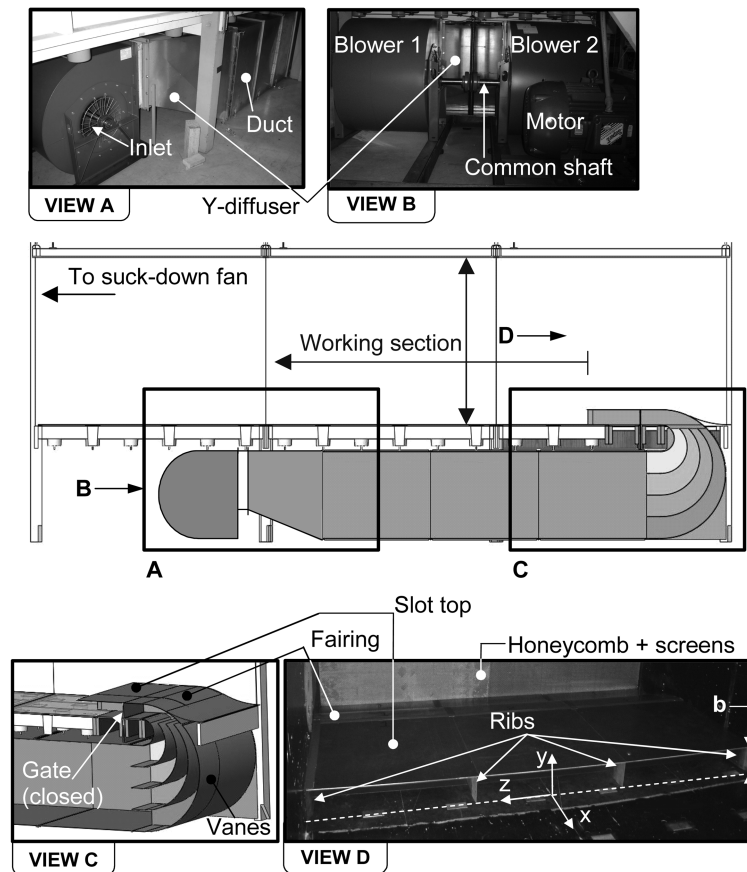 Blower 1
Blower 2
Inlet
Duct
Motor
Common shaft
Y-diffuser
VIEW A
VIEW B
To suck-down fan
Working section
D
B
A
C
Slot top
Fairing
Honeycomb + screens
b
Ribs
y
z
x
Gate
(closed)
Vanes
VIEW C
VIEW D